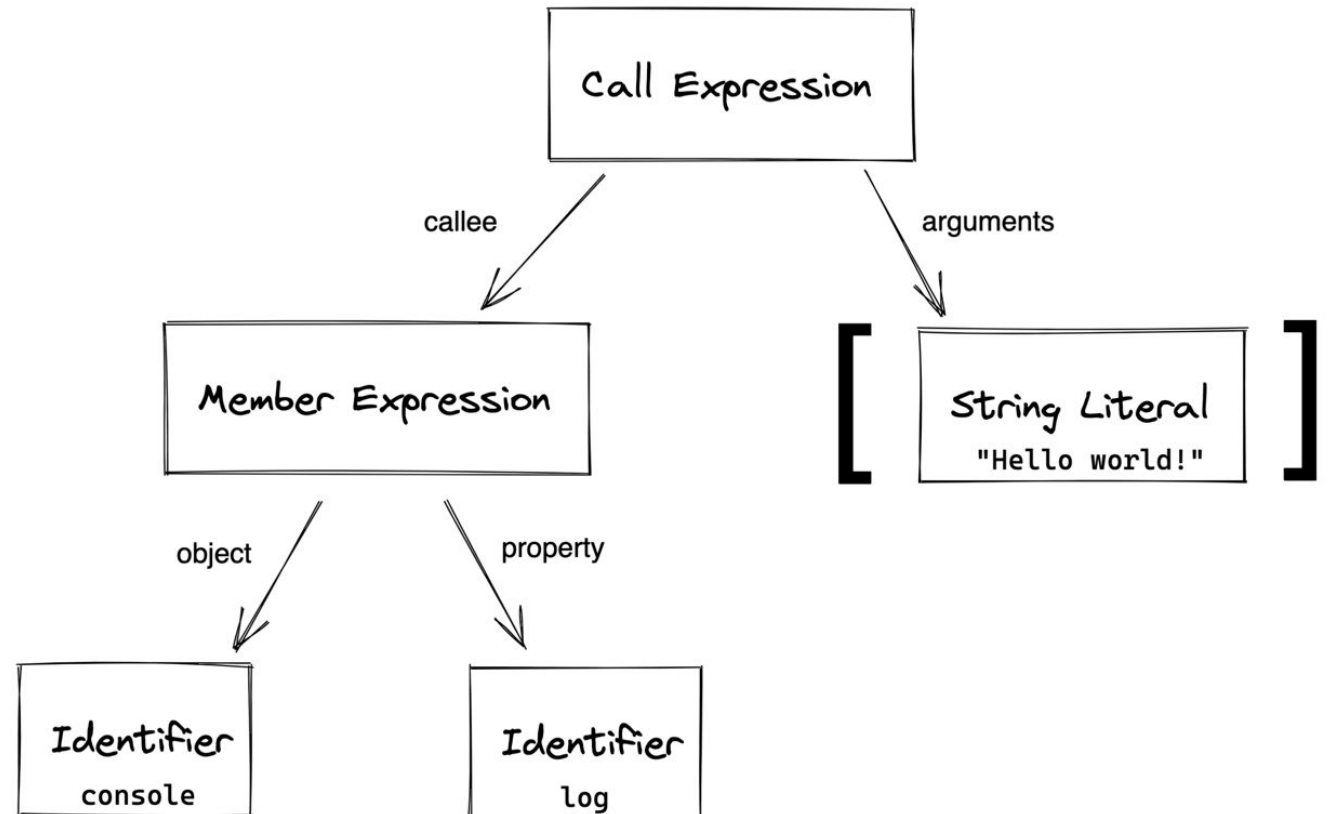 Call Expression
callee
arguments
Member Expression
[
String Literal
"Hello world!"
]
object
property
Identifier
console
Identifier
log